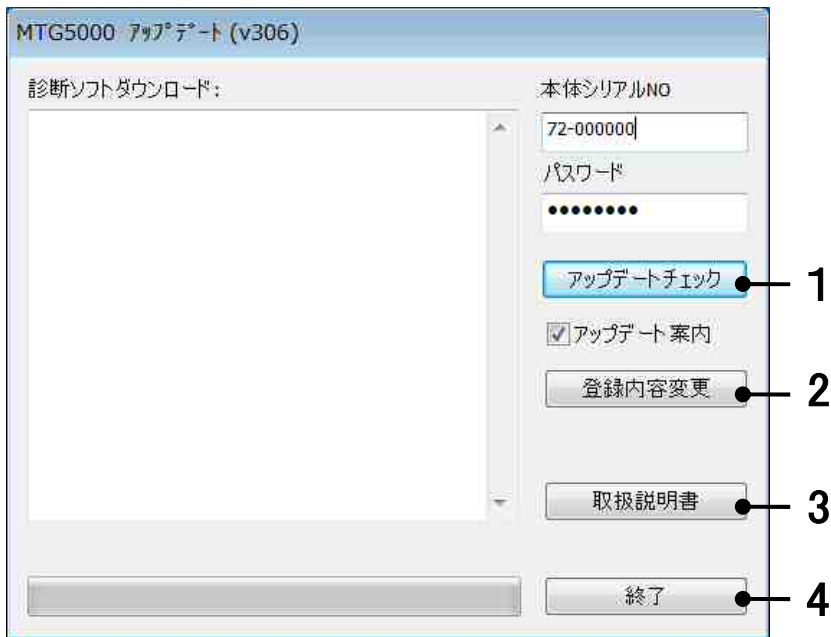 MTG5000 ｱｯﾌﾟﾃﾞｰﾄ (v306)
診断ソフトダウンロード:
本体シリアルNO
72-000000
パスワード
●●●●●●●●
アップデートチェック
1
アップデート案内
登録内容変更
2
取扱説明書
3
終了
4